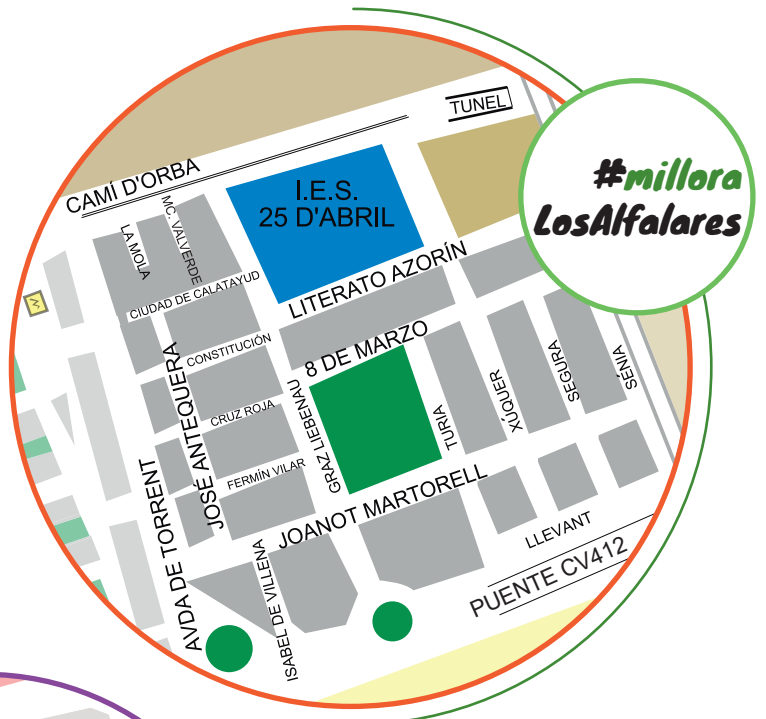 TUNEL
#millora
LosAlfalares
CAMÍ D'ORBA
I.E.S.
25 D'ABRIL
MC. VALVERDE
LA MOLA
LITERATO AZORÍN
CIUDAD DE CALATAYUD
CONSTITUCIÓN
8 DE MARZO
JOSÉ ANTEQUERA
GRAZ LIEBENAU
CRUZ ROJA
TURIA
XÚQUER
SEGURA
SÉNIA
FERMÍN VILAR
AVDA DE TORRENT
JOANOT MARTORELL
LLEVANT
PUENTE CV412
ISABEL DE VILLENA